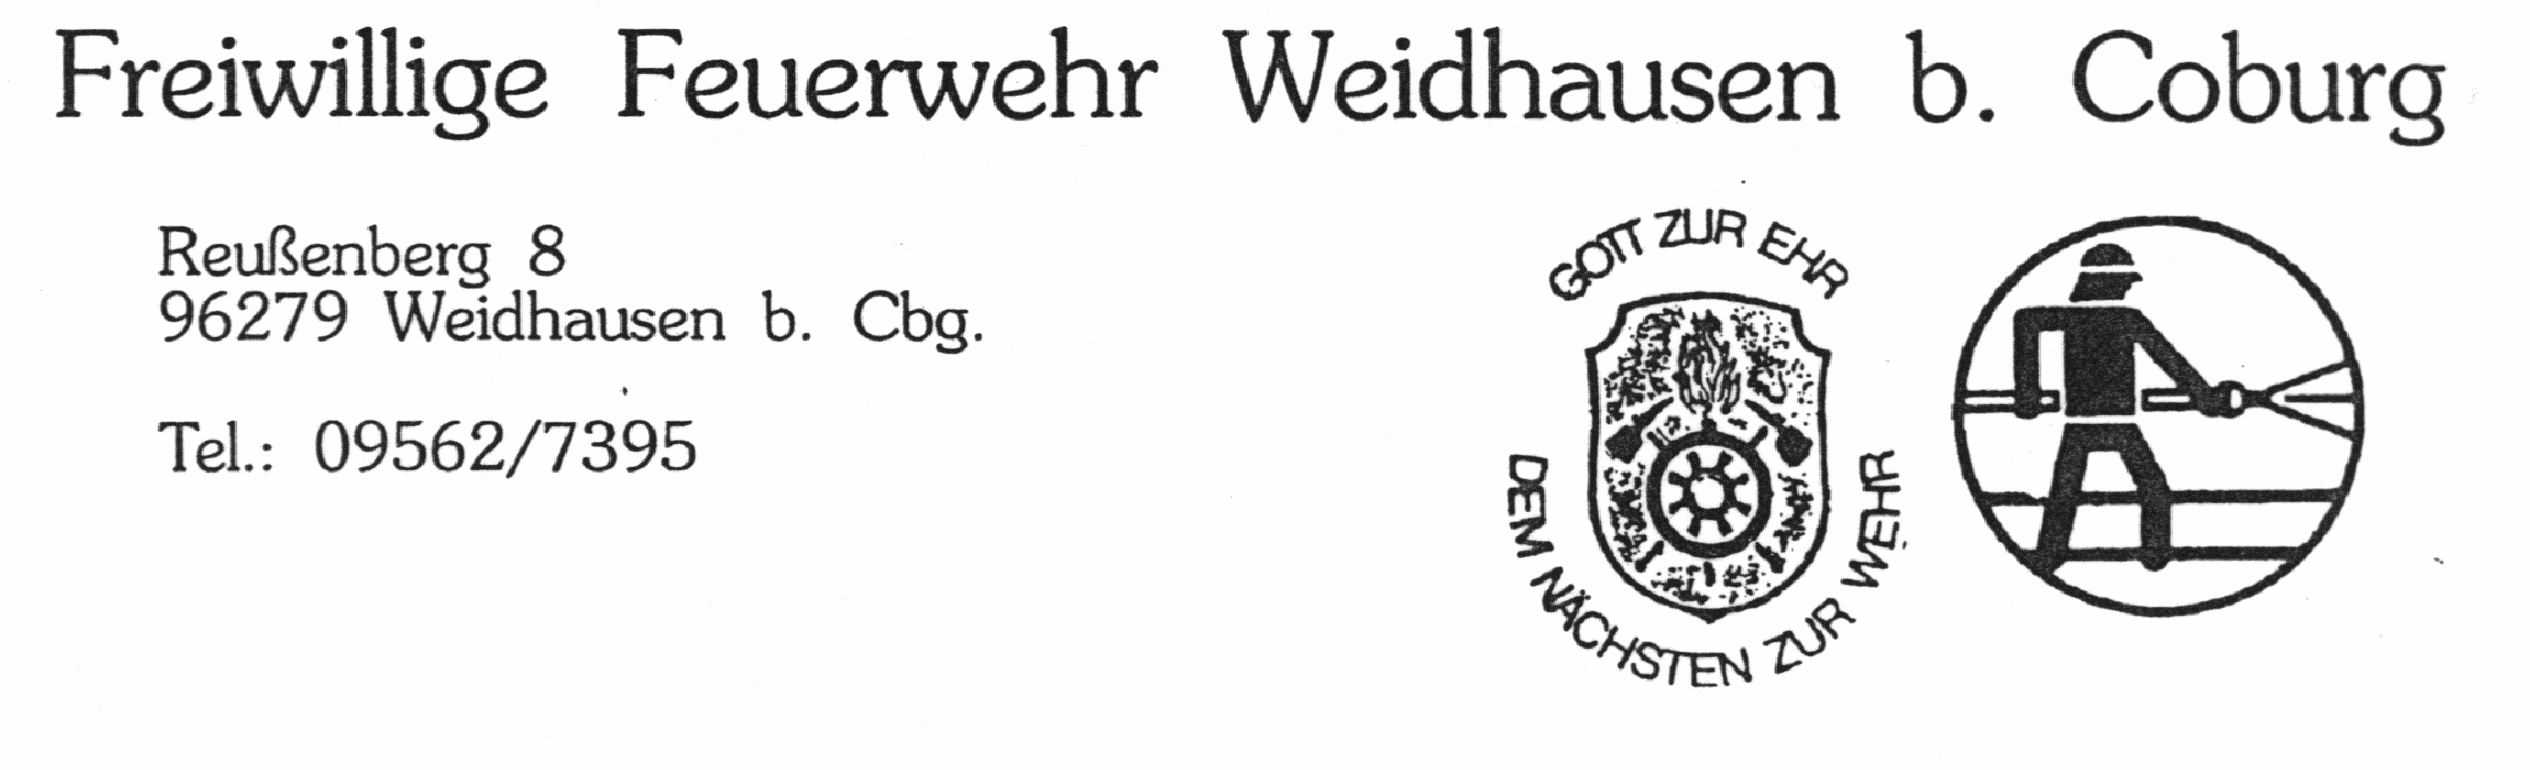 Freiwillige Feuerwehr Weidhausen b. Coburg
Reußenberg 8
96279 Weidhausen b. Cbg.
Tel.: 09562/7395
GOTT ZUR EHR
DEM NÄCHSTEN ZUR WEHR